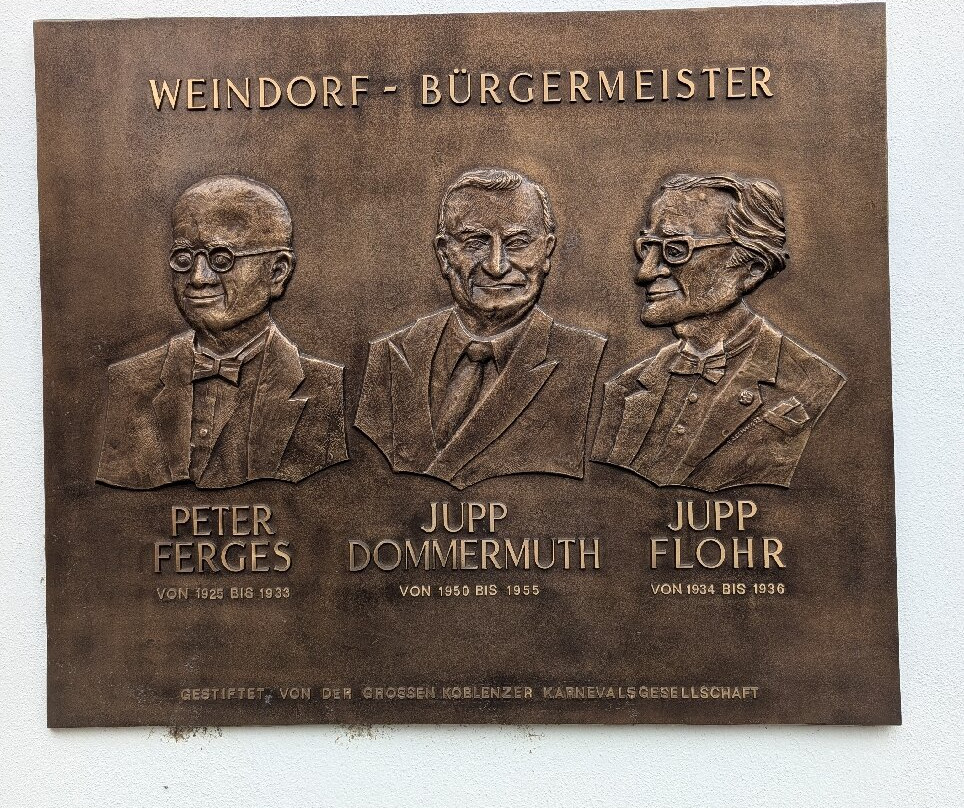 WEINDORF - BÜRGERMEISTER
PETER
FERGES
VON 1925 BIS 1933
JUPP
DOMMERMUTH
VON 1950 BIS 1955
JUPP
FLOHR
VON 1934 BIS 1936
GESTIFTET VON DER GROSSEN KOBLENZER KARNEVALSGESELLSCHAFT